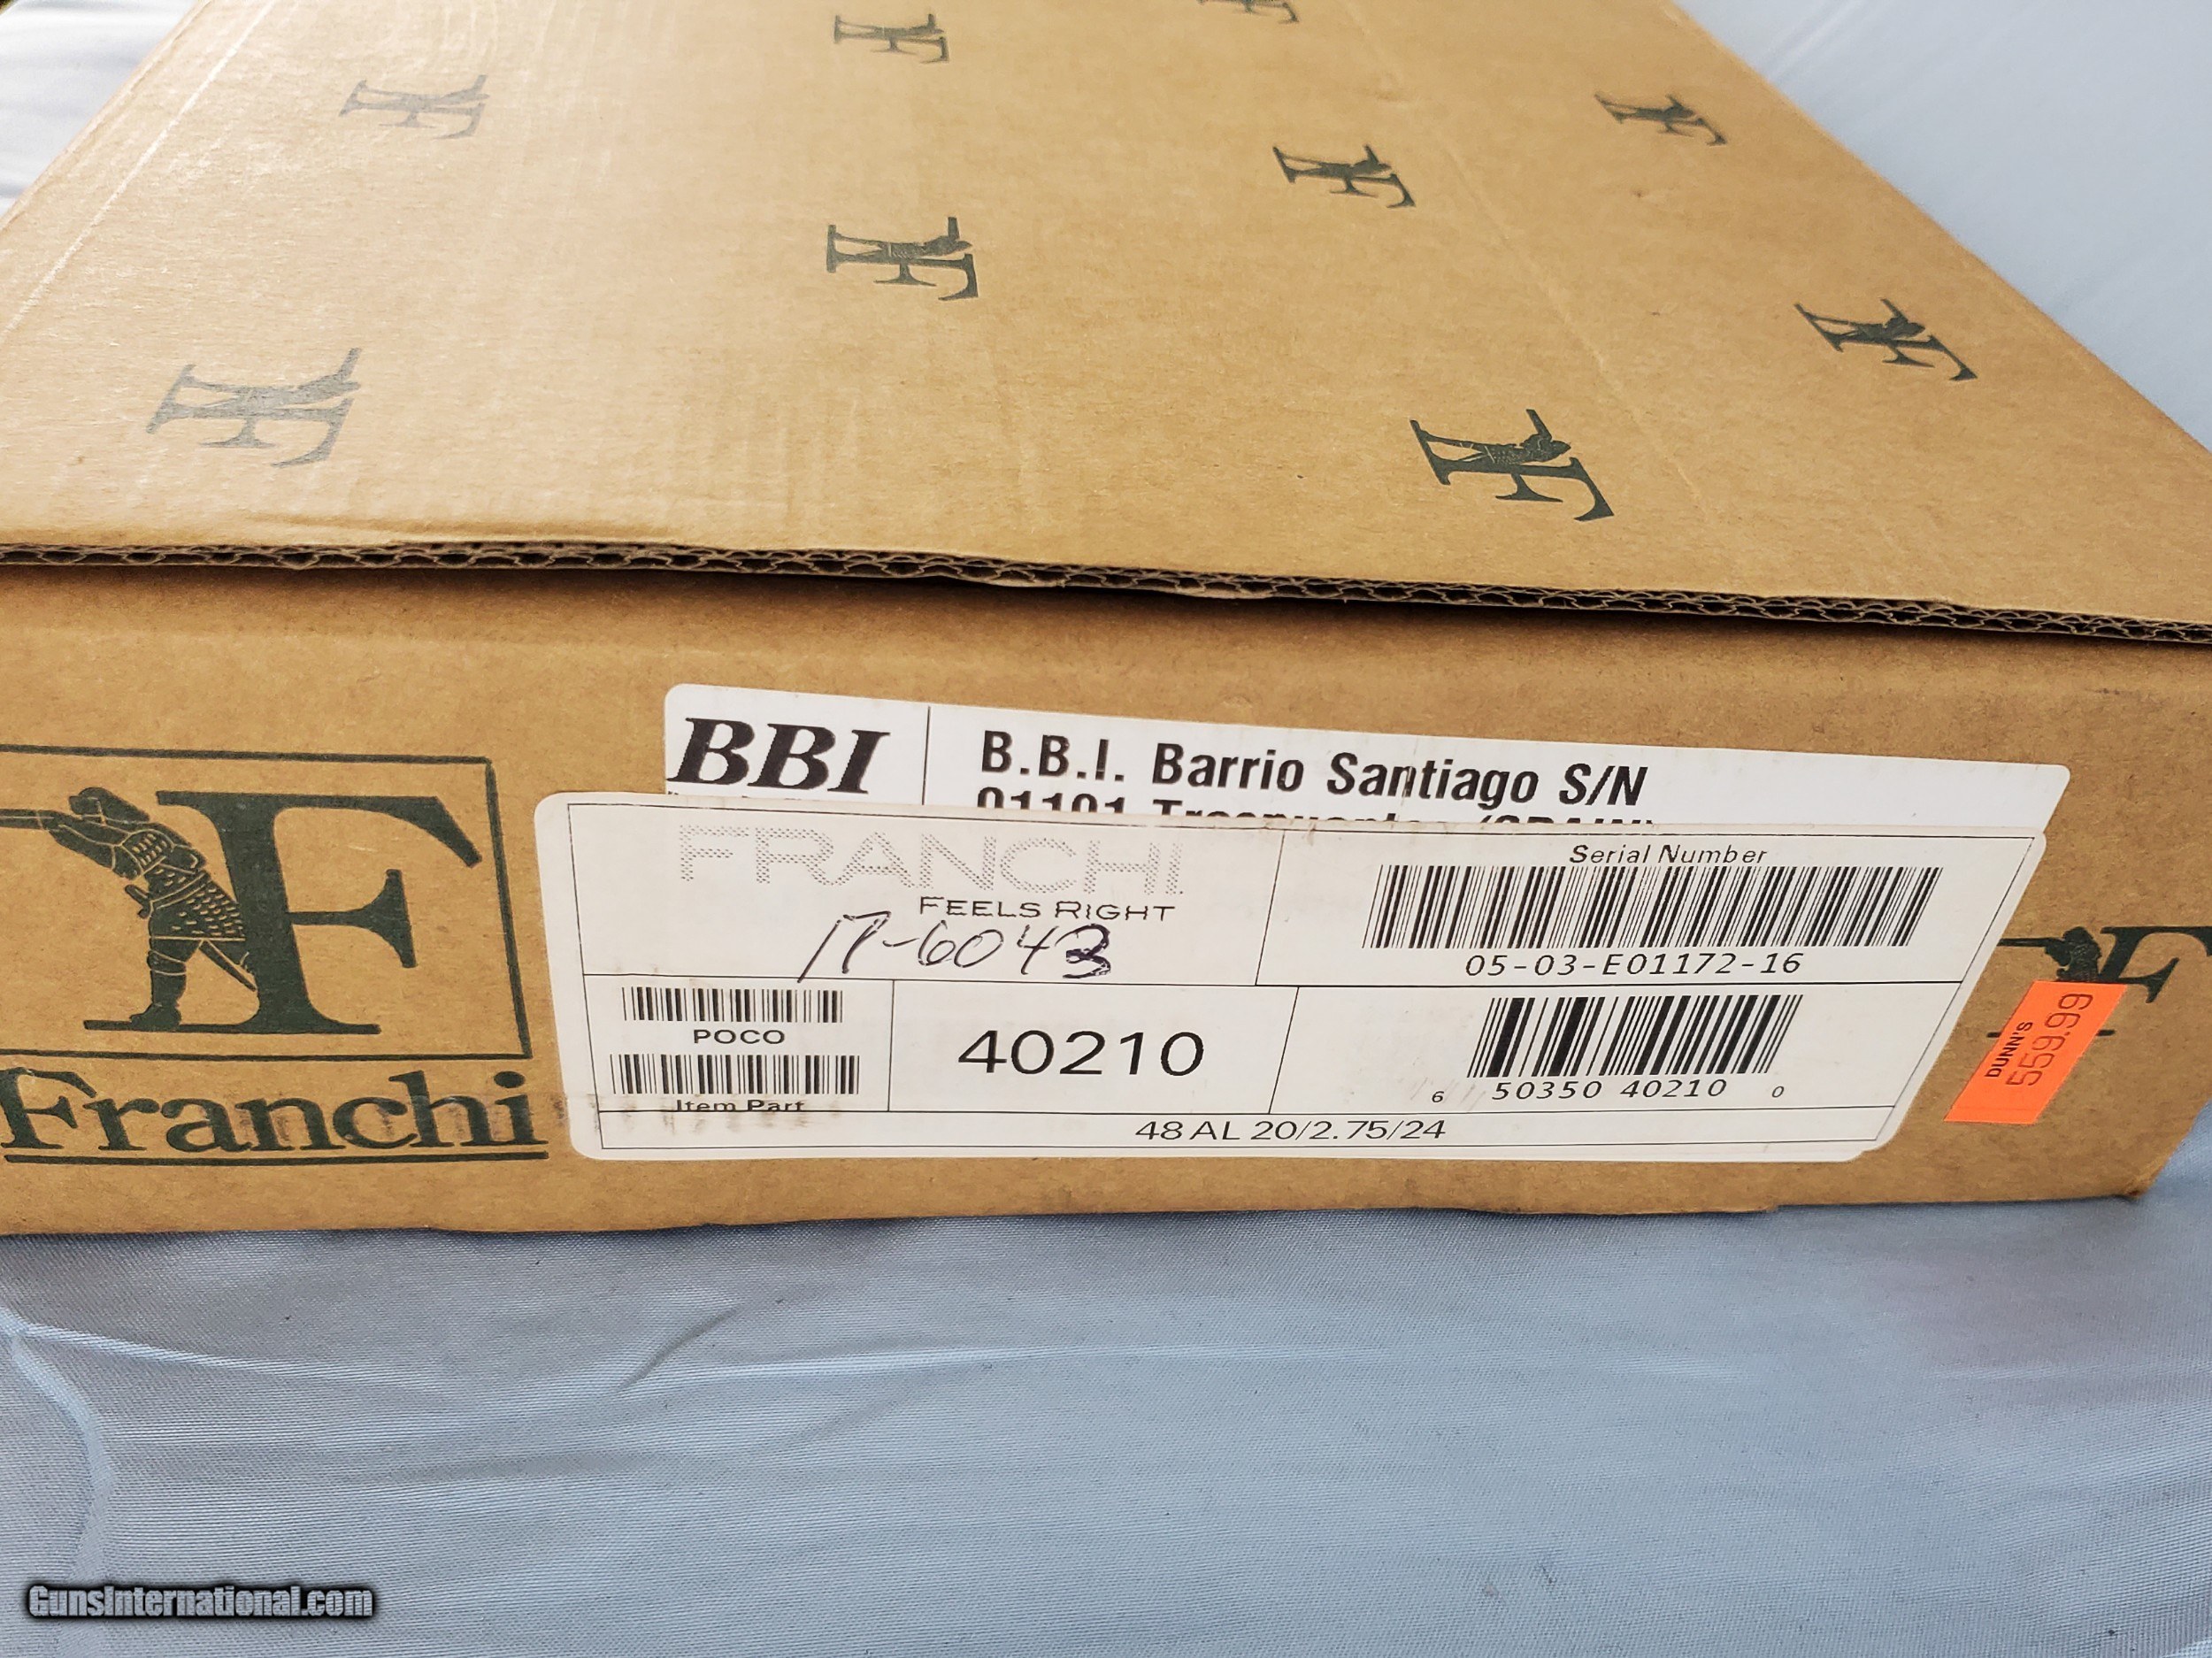 BBI
B.B.I. Barrio Santiago S/N
FRANCHI.
FEELS RIGHT
17-6043
Serial Number
05-03-E01172-16
POCO
Item Part
40210
6 50350 40210 0
48 AL 20/2.75/24
DUNN'S
559.99
F
Franchi
GunsInternational.com